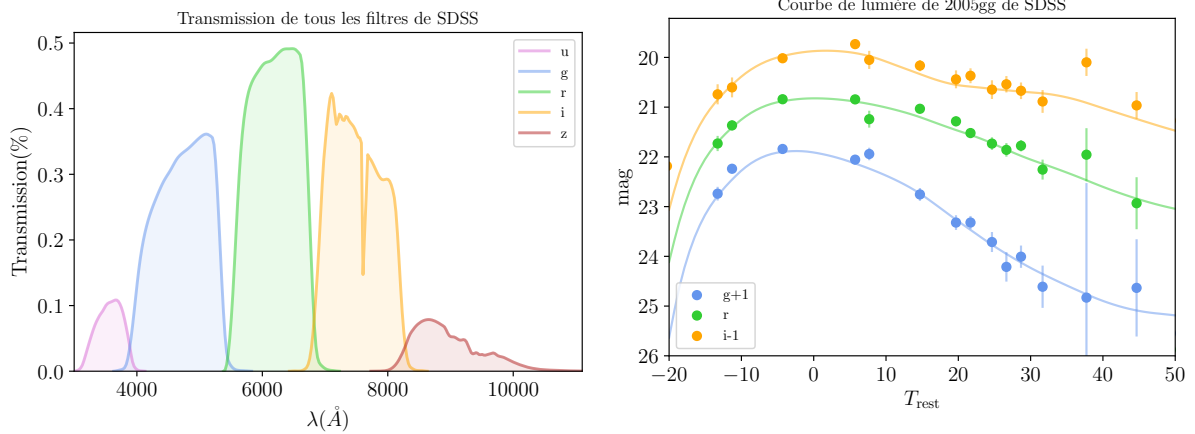 Transmission de tous les filtres de SDSS
0.5
0.4
0.3
0.2
0.1
0.0
Transmission(%)
4000
6000
8000
10000
λ(Å)
u
g
r
i
z
Courbe de lumière de 2005gg de SDSS
20
21
22
23
24
25
26
mag
g+1
r
i-1
−20
−10
0
10
20
30
40
50
T_rest